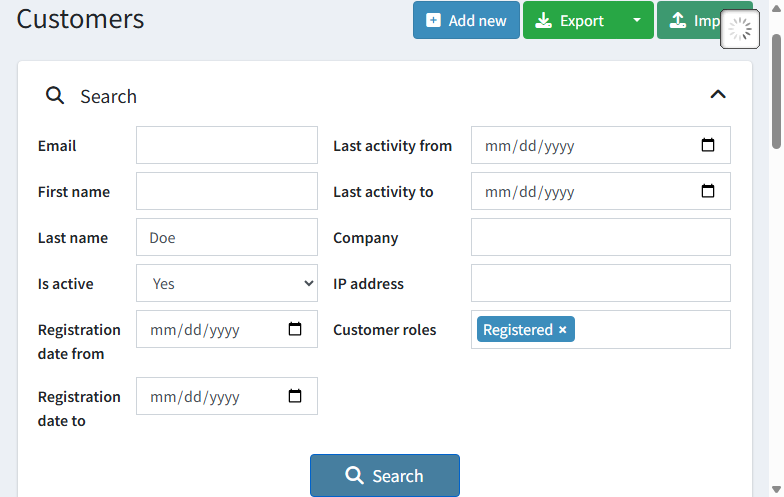 Customers
Add new
Export
Imp
Search
Email
Last activity from
mm/dd/yyyy
First name
Last activity to
mm/dd/yyyy
Last name
Doe
Company
Is active
Yes
IP address
Registration
date from
mm/dd/yyyy
Customer roles
Registered ×
Registration
date to
mm/dd/yyyy
Search